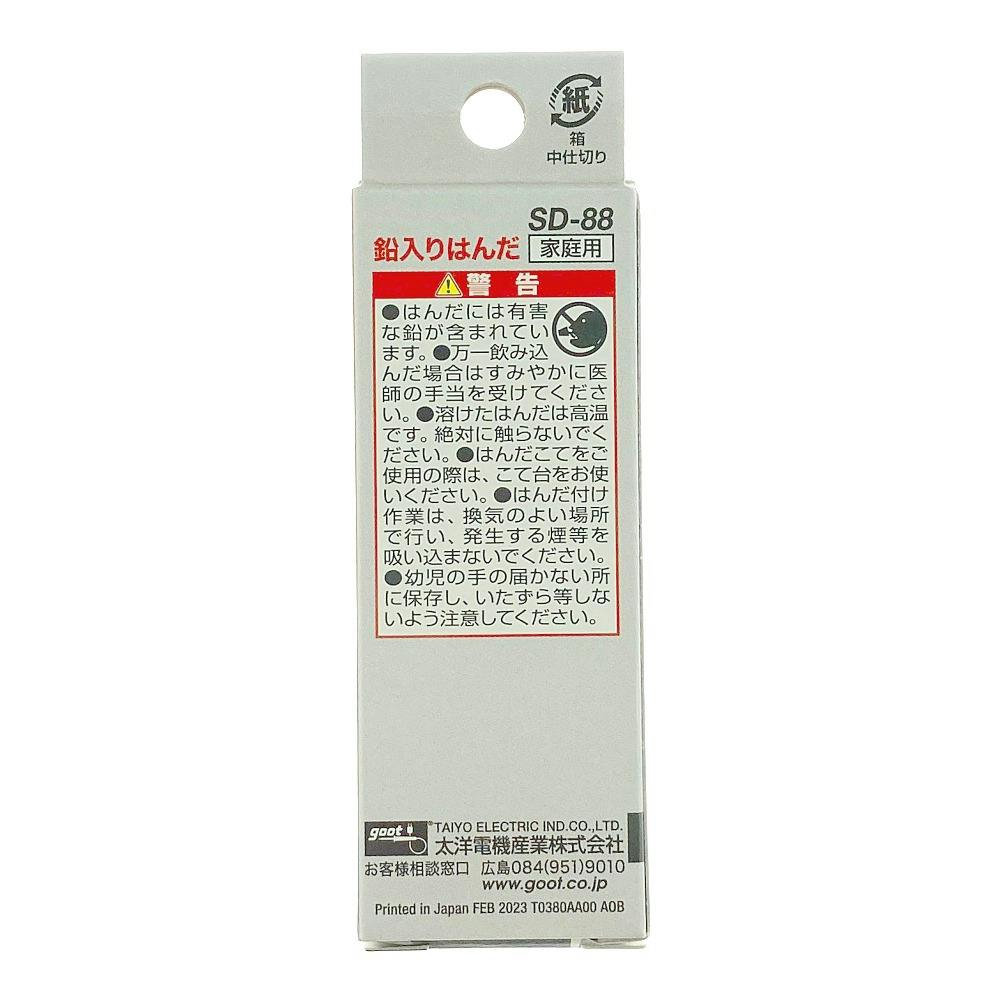 紙
箱
中仕切り
SD-88
鉛入りはんだ 家庭用
警告
●はんだには有害
な鉛が含まれてい
ます。●万一飲み込
んだ場合はすみやかに医
師の手当を受けてくださ
い。●溶けたはんだは高温
です。絶対に触らないでく
ださい。●はんだこてをご
使用の際は、こて台をお使
いください。●はんだ付け
作業は、換気のよい場所
で行い、発生する煙等を
吸い込まないでください。
●幼児の手の届かない所
に保存し、いたずら等しな
いよう注意してください。
goot® TAIYO ELECTRIC IND.CO.,LTD.
太洋電機産業株式会社
お客様相談窓口 広島084(951)9010
www.goot.co.jp
Printed in Japan FEB 2023 T0380AA00 AOB